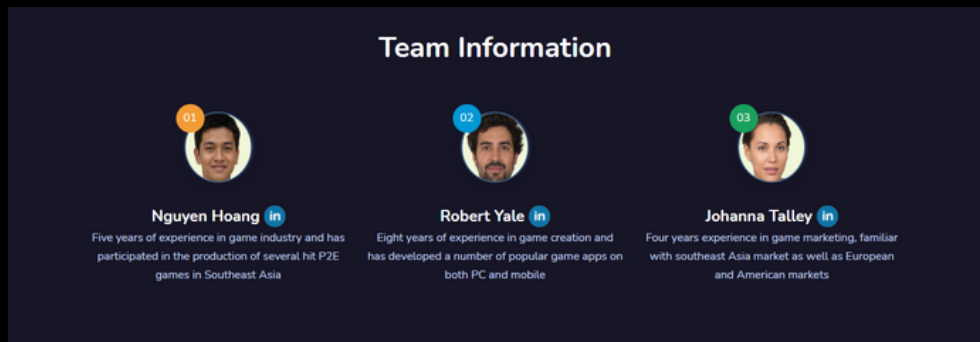 Team Information
01
02
03
Nguyen Hoang in
Five years of experience in game industry and has
participated in the production of several hit P2E
games in Southeast Asia
Robert Yale in
Eight years of experience in game creation and
has developed a number of popular game apps on
both PC and mobile
Johanna Talley in
Four years experience in game marketing, familiar
with southeast Asia market as well as European
and American markets